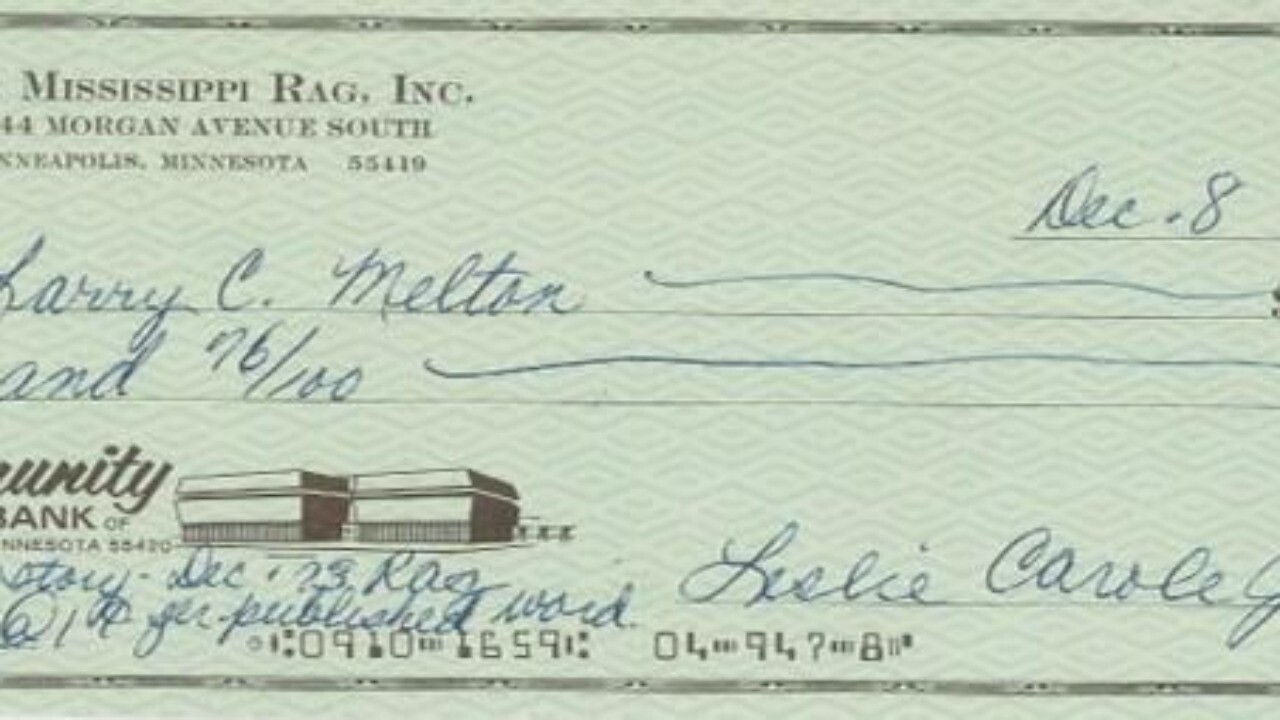 MISSISSIPPI RAG, INC.
44 MORGAN AVENUE SOUTH
NNEAPOLIS, MINNESOTA 55419
Dec. 8
Larry C. Melton
and 76/100
unity
BANK OF
NNESOTA 55420
story - Dec. '73 Rag
@ 1¢ per published word.
Leslie Carole J
⑆0910⑉1659⑆ 04⑉947⑉8⑈